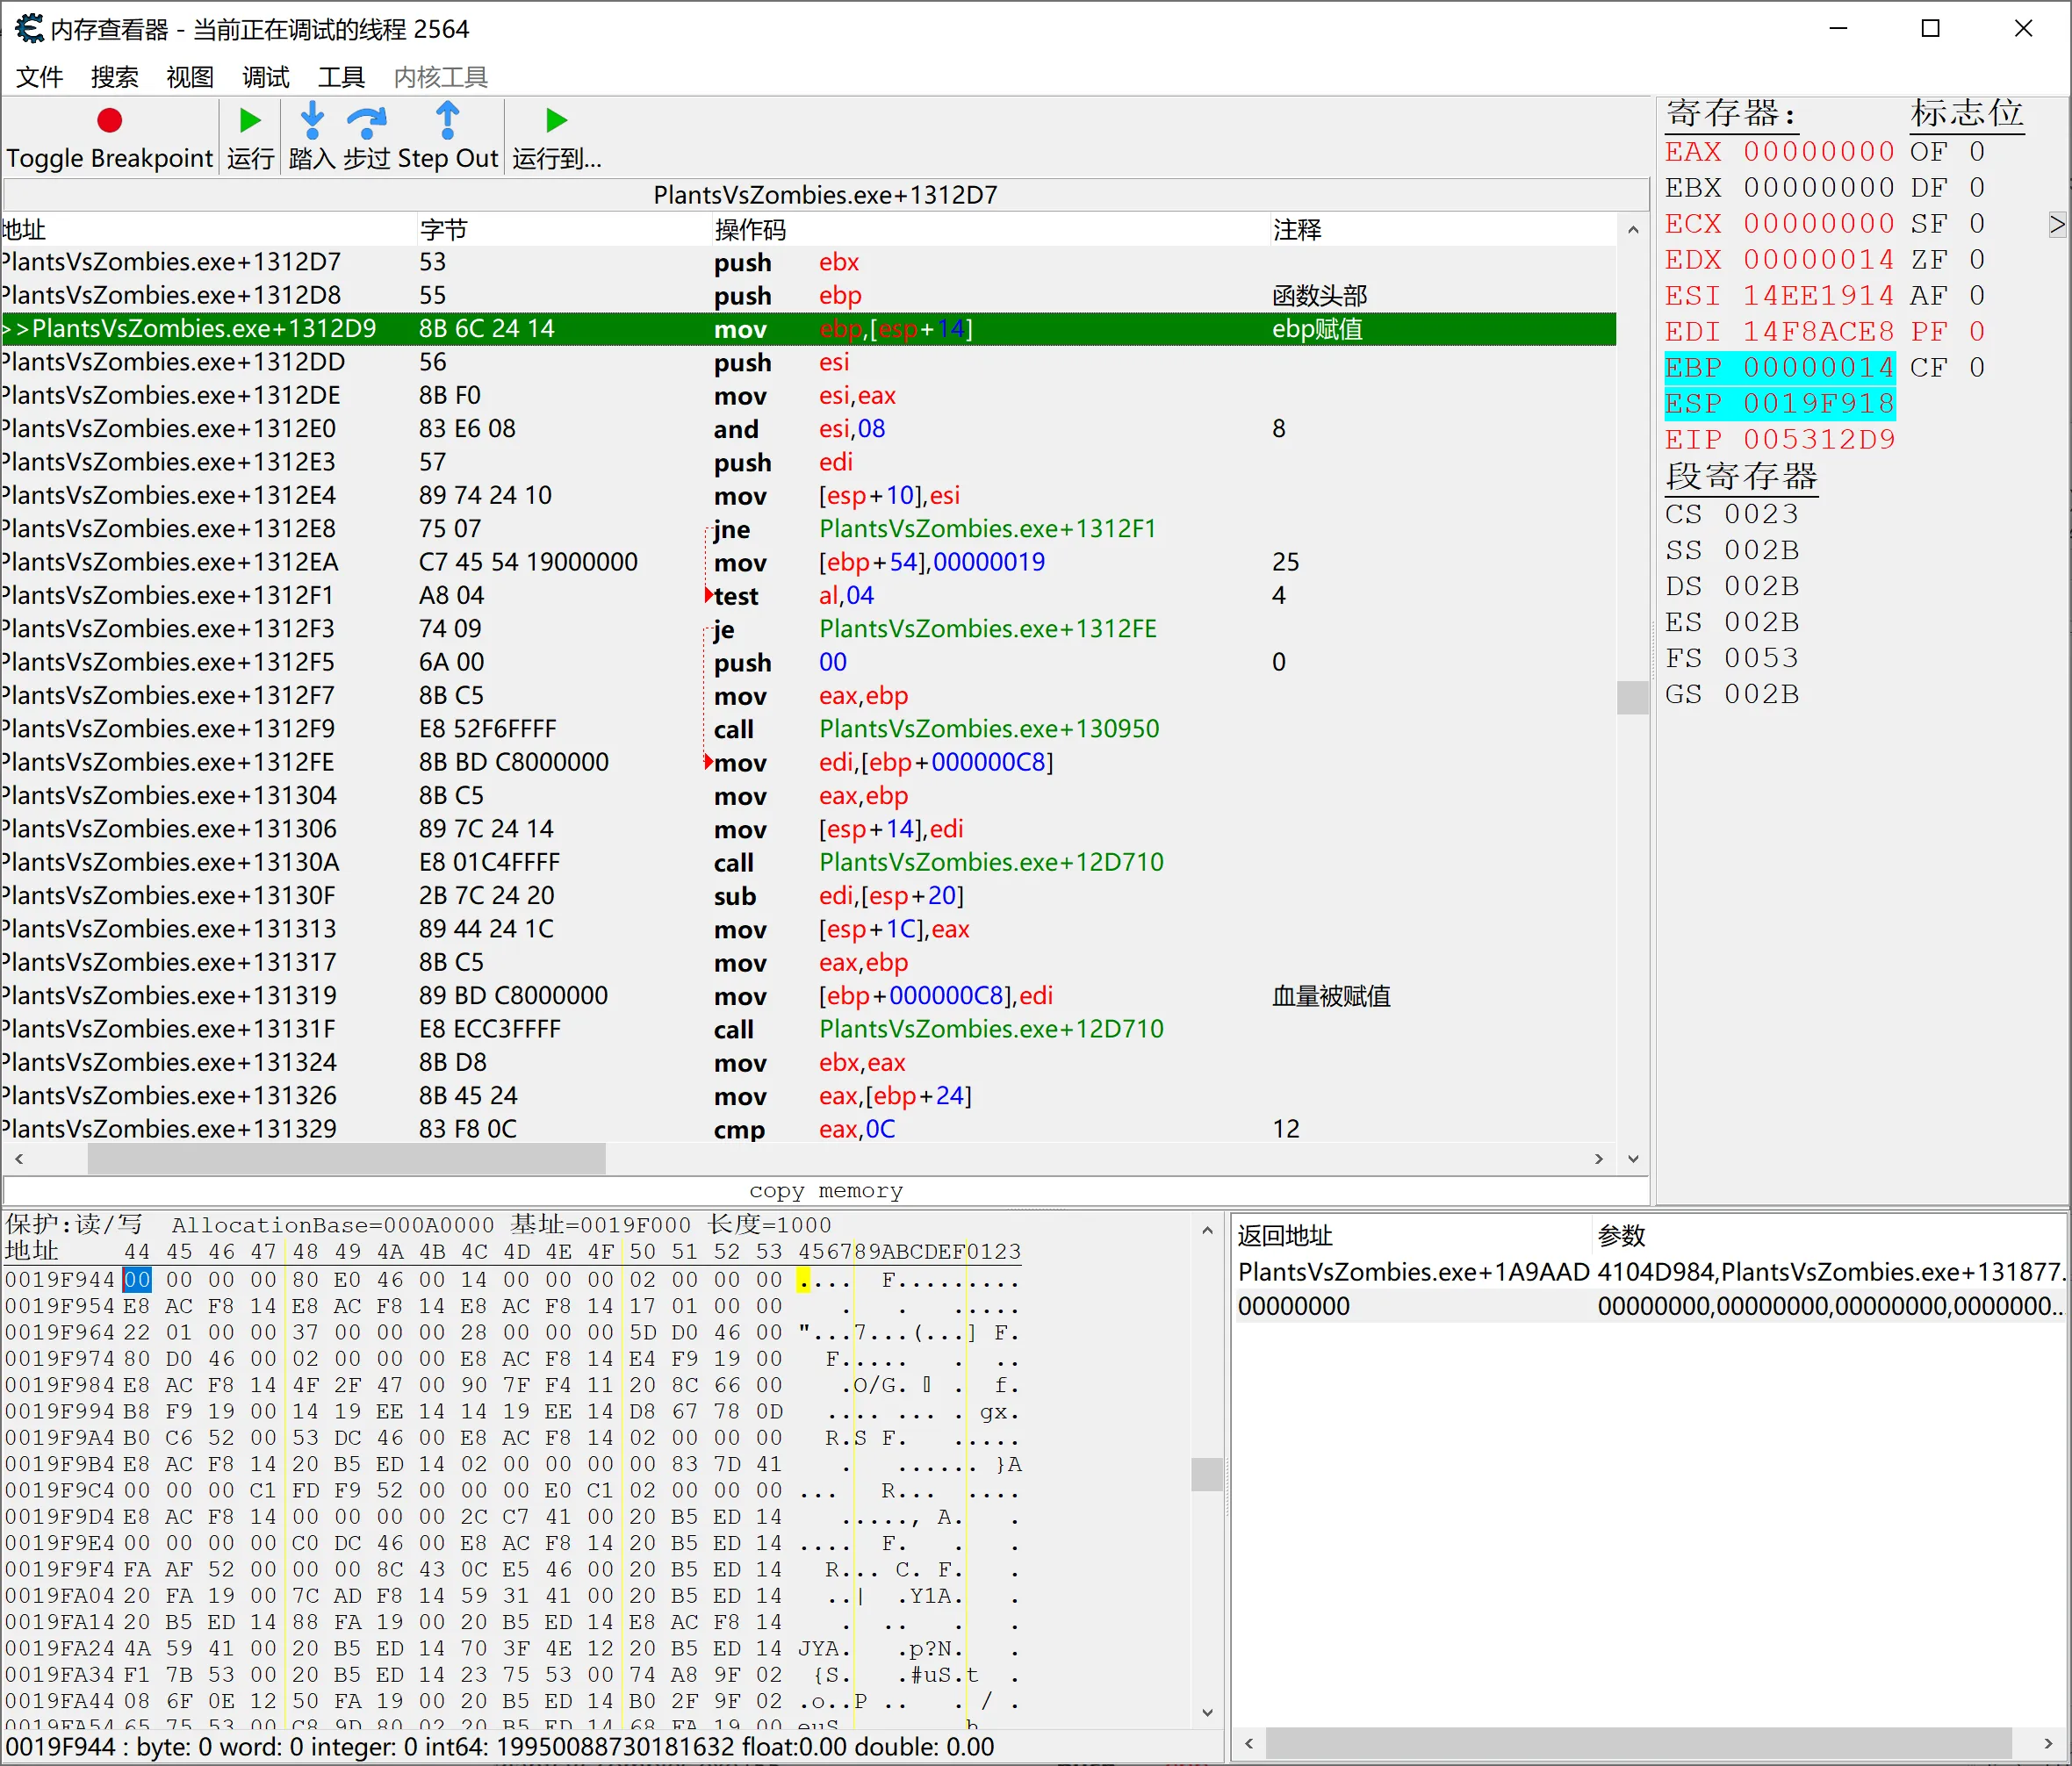 内存查看器 - 当前正在调试的线程 2564
文件 搜索 视图 调试 工具 内核工具
Toggle Breakpoint 运行 踏入 步过 Step Out 运行到...
PlantsVsZombies.exe+1312D7
地址 字节 操作码 注释
PlantsVsZombies.exe+1312D7 53 push ebx
PlantsVsZombies.exe+1312D8 55 push ebp 函数头部
>>PlantsVsZombies.exe+1312D9 8B 6C 24 14 mov ebp,[esp+14] ebp赋值
PlantsVsZombies.exe+1312DD 56 push esi
PlantsVsZombies.exe+1312DE 8B F0 mov esi,eax
PlantsVsZombies.exe+1312E0 83 E6 08 and esi,08 8
PlantsVsZombies.exe+1312E3 57 push edi
PlantsVsZombies.exe+1312E4 89 74 24 10 mov [esp+10],esi
PlantsVsZombies.exe+1312E8 75 07 jne PlantsVsZombies.exe+1312F1
PlantsVsZombies.exe+1312EA C7 45 54 19000000 mov [ebp+54],00000019 25
PlantsVsZombies.exe+1312F1 A8 04 test al,04 4
PlantsVsZombies.exe+1312F3 74 09 je PlantsVsZombies.exe+1312FE
PlantsVsZombies.exe+1312F5 6A 00 push 00 0
PlantsVsZombies.exe+1312F7 8B C5 mov eax,ebp
PlantsVsZombies.exe+1312F9 E8 52F6FFFF call PlantsVsZombies.exe+130950
PlantsVsZombies.exe+1312FE 8B BD C8000000 mov edi,[ebp+000000C8]
PlantsVsZombies.exe+131304 8B C5 mov eax,ebp
PlantsVsZombies.exe+131306 89 7C 24 14 mov [esp+14],edi
PlantsVsZombies.exe+13130A E8 01C4FFFF call PlantsVsZombies.exe+12D710
PlantsVsZombies.exe+13130F 2B 7C 24 20 sub edi,[esp+20]
PlantsVsZombies.exe+131313 89 44 24 1C mov [esp+1C],eax
PlantsVsZombies.exe+131317 8B C5 mov eax,ebp
PlantsVsZombies.exe+131319 89 BD C8000000 mov [ebp+000000C8],edi 血量被赋值
PlantsVsZombies.exe+13131F E8 ECC3FFFF call PlantsVsZombies.exe+12D710
PlantsVsZombies.exe+131324 8B D8 mov ebx,eax
PlantsVsZombies.exe+131326 8B 45 24 mov eax,[ebp+24]
PlantsVsZombies.exe+131329 83 F8 0C cmp eax,0C 12
copy memory
寄存器: 标志位
EAX 00000000 OF 0
EBX 00000000 DF 0
ECX 00000000 SF 0
EDX 00000014 ZF 0
ESI 14EE1914 AF 0
EDI 14F8ACE8 PF 0
EBP 00000014 CF 0
ESP 0019F918
EIP 005312D9
段寄存器
CS 0023
SS 002B
DS 002B
ES 002B
FS 0053
GS 002B
保护:读/写 AllocationBase=000A0000 基址=0019F000 长度=1000
地址 44 45 46 47 48 49 4A 4B 4C 4D 4E 4F 50 51 52 53 456789ABCDEF0123
0019F944 00 00 00 00 80 E0 46 00 14 00 00 00 02 00 00 00 .... F.........
0019F954 E8 AC F8 14 E8 AC F8 14 E8 AC F8 14 17 01 00 00 . . .....
0019F964 22 01 00 00 37 00 00 00 28 00 00 00 5D D0 46 00 "...7...(...] F.
0019F974 80 D0 46 00 02 00 00 00 E8 AC F8 14 E4 F9 19 00 F..... . ..
0019F984 E8 AC F8 14 4F 2F 47 00 90 7F F4 11 20 8C 66 00 .O/G. . f.
0019F994 B8 F9 19 00 14 19 EE 14 14 19 EE 14 D8 67 78 0D .... ... . gx.
0019F9A4 B0 C6 52 00 53 DC 46 00 E8 AC F8 14 02 00 00 00 R.S F. .....
0019F9B4 E8 AC F8 14 20 B5 ED 14 02 00 00 00 00 83 7D 41 . ...... }A
0019F9C4 00 00 00 C1 FD F9 52 00 00 00 E0 C1 02 00 00 00 ... R... ....
0019F9D4 E8 AC F8 14 00 00 00 00 2C C7 41 00 20 B5 ED 14 ....., A. .
0019F9E4 00 00 00 00 C0 DC 46 00 E8 AC F8 14 20 B5 ED 14 .... F. . .
0019F9F4 FA AF 52 00 00 00 8C 43 0C E5 46 00 20 B5 ED 14 R... C. F. .
0019FA04 20 FA 19 00 7C AD F8 14 59 31 41 00 20 B5 ED 14 ..| .Y1A. .
0019FA14 20 B5 ED 14 88 FA 19 00 20 B5 ED 14 E8 AC F8 14 . .. . .
0019FA24 4A 59 41 00 20 B5 ED 14 70 3F 4E 12 20 B5 ED 14 JYA. .p?N. .
0019FA34 F1 7B 53 00 20 B5 ED 14 23 75 53 00 74 A8 9F 02 {S. .#uS.t .
0019FA44 08 6F 0E 12 50 FA 19 00 20 B5 ED 14 B0 2F 9F 02 .o..P .. . / .
0019FA54 65 75 53 00 C8 9D 80 02 20 B5 ED 14 68 FA 19 00 euS. h
0019F944 : byte: 0 word: 0 integer: 0 int64: 19950088730181632 float:0.00 double: 0.00
返回地址 参数
PlantsVsZombies.exe+1A9AAD 4104D984,PlantsVsZombies.exe+131877.
00000000 00000000,00000000,00000000,0000000...